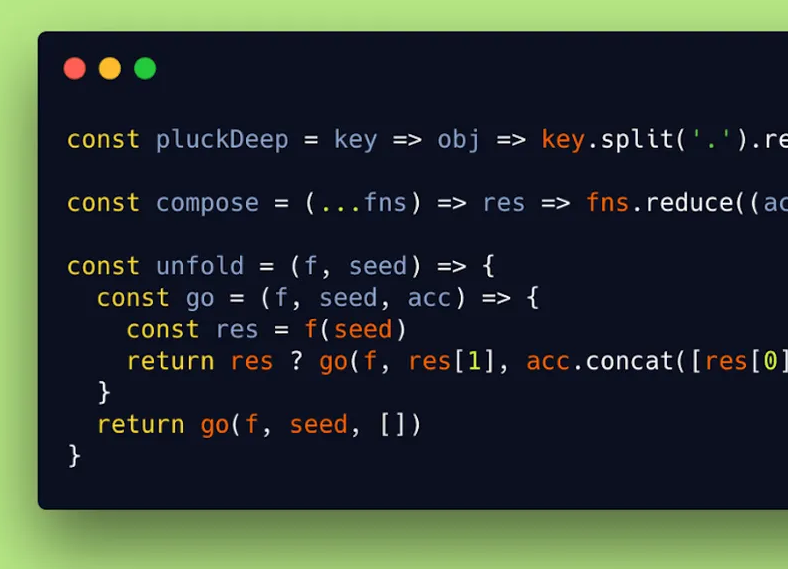 const pluckDeep = key => obj => key.split('.').re
const compose = (...fns) => res => fns.reduce((ac
const unfold = (f, seed) => {
  const go = (f, seed, acc) => {
    const res = f(seed)
    return res ? go(f, res[1], acc.concat([res[0]
  }
  return go(f, seed, [])
}